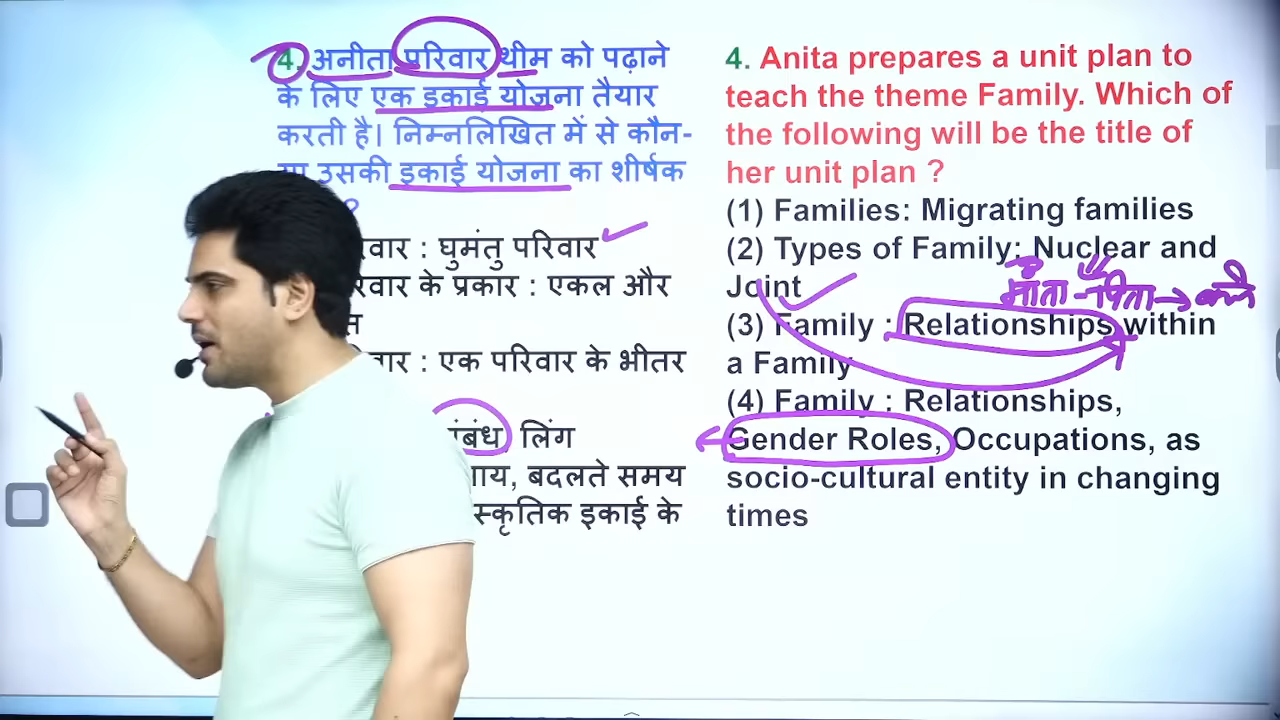 4. अनीता परिवार थीम को पढ़ाने
के लिए एक इकाई योजना तैयार
करती है। निम्नलिखित में से कौन-
उसकी इकाई योजना का शीर्षक
?
: घुमंतु परिवार
के प्रकार : एकल और
: एक परिवार के भीतर
लिंग
बदलते समय
इकाई के
4. Anita prepares a unit plan to
teach the theme Family. Which of
the following will be the title of
her unit plan ?
(1) Families: Migrating families
(2) Types of Family: Nuclear and
Joint
माता - पिता →
(3) Family : Relationships within
a Family
(4) Family : Relationships,
Gender Roles, Occupations, as
socio-cultural entity in changing
times